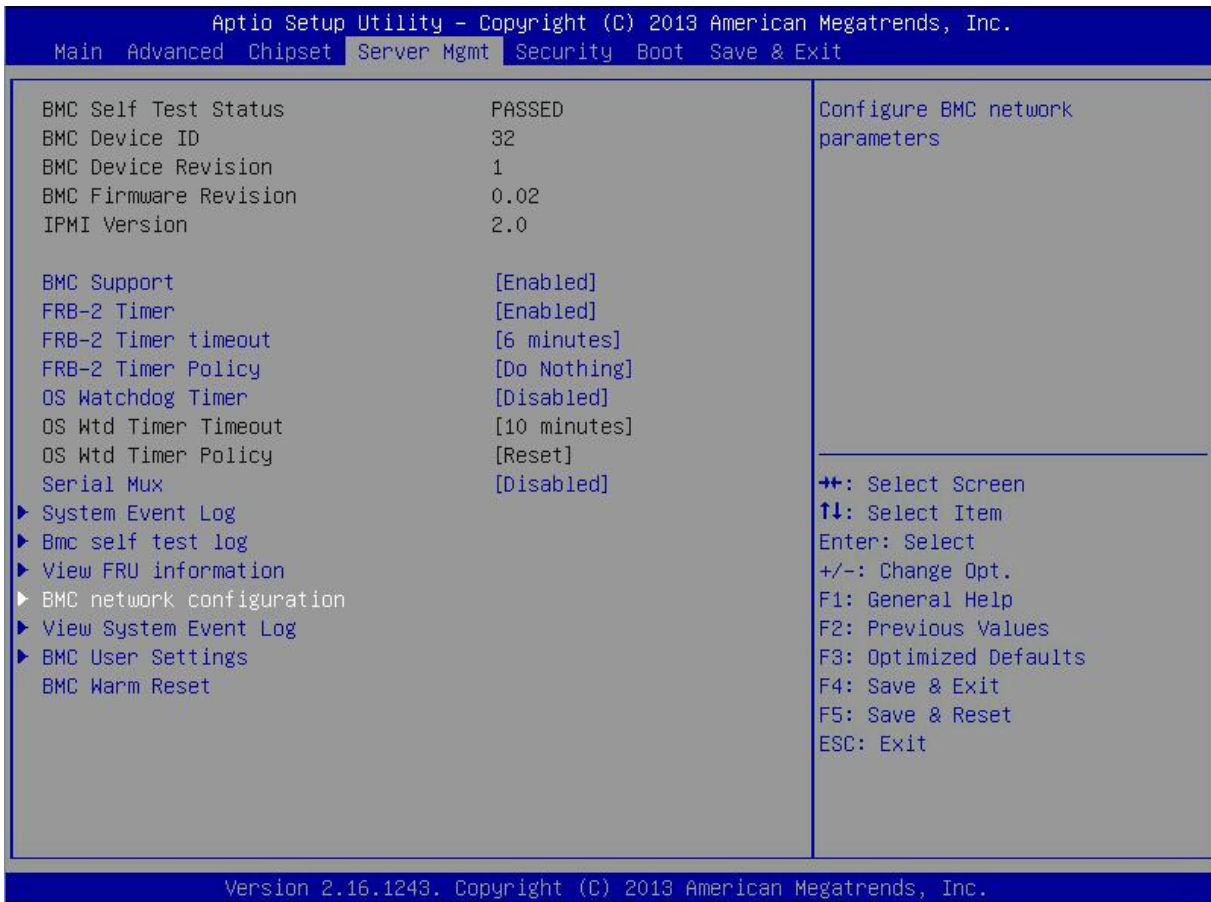 Aptio Setup Utility – Copyright (C) 2013 American Megatrends, Inc.
Main Advanced Chipset Server Mgmt Security Boot Save & Exit
BMC Self Test Status PASSED
BMC Device ID 32
BMC Device Revision 1
BMC Firmware Revision 0.02
IPMI Version 2.0
BMC Support [Enabled]
FRB-2 Timer [Enabled]
FRB-2 Timer timeout [6 minutes]
FRB-2 Timer Policy [Do Nothing]
OS Watchdog Timer [Disabled]
OS Wtd Timer Timeout [10 minutes]
OS Wtd Timer Policy [Reset]
Serial Mux [Disabled]
▶ System Event Log
▶ Bmc self test log
▶ View FRU information
▶ BMC network configuration
▶ View System Event Log
▶ BMC User Settings
BMC Warm Reset
Configure BMC network
parameters
→←: Select Screen
↑↓: Select Item
Enter: Select
+/-: Change Opt.
F1: General Help
F2: Previous Values
F3: Optimized Defaults
F4: Save & Exit
F5: Save & Reset
ESC: Exit
Version 2.16.1243. Copyright (C) 2013 American Megatrends, Inc.